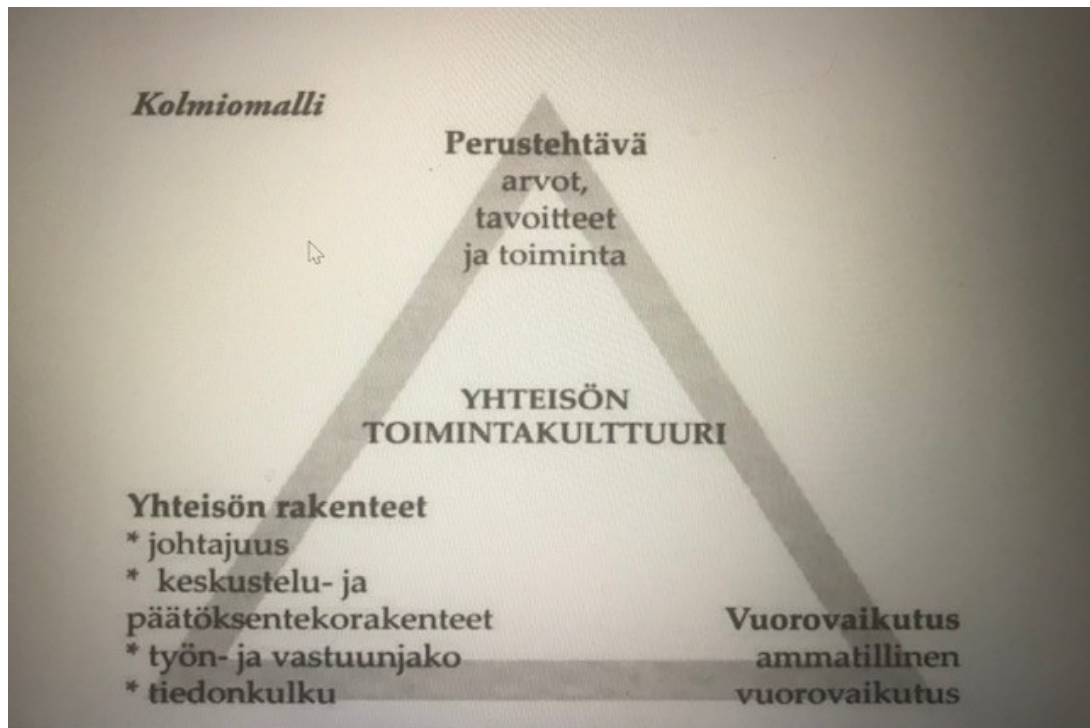 Kolmiomalli
Perustehtävä
arvot,
tavoitteet
ja toiminta
YHTEISÖN
TOIMINTAKULTTUURI
Yhteisön rakenteet
* johtajuus
* keskustelu- ja
päätöksentekorakenteet
* työn- ja vastuunjako
* tiedonkulku
Vuorovaikutus
ammatillinen
vuorovaikutus